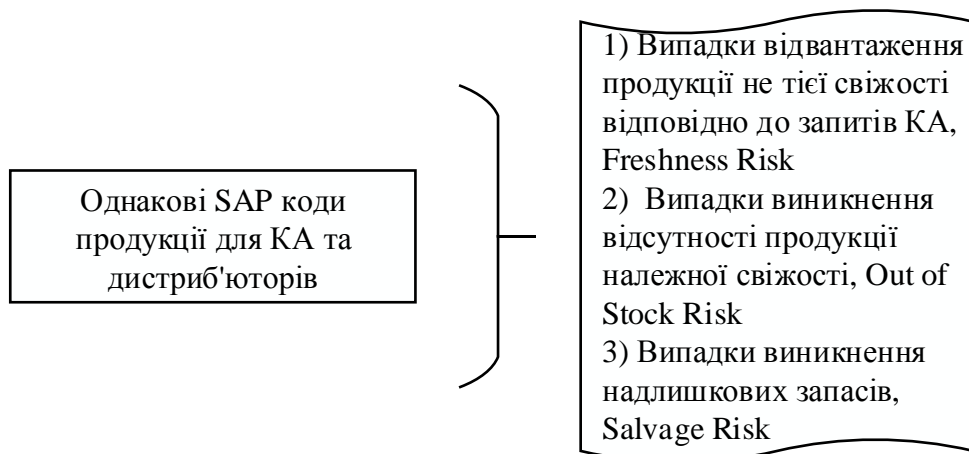 Однакові SAP коди
продукції для КА та
дистриб'юторів
1) Випадки відвантаження
продукції не тієї свіжості
відповідно до запитів КА,
Freshness Risk
2) Випадки виникнення
відсутності продукції
належної свіжості, Out of
Stock Risk
3) Випадки виникнення
надлишкових запасів,
Salvage Risk